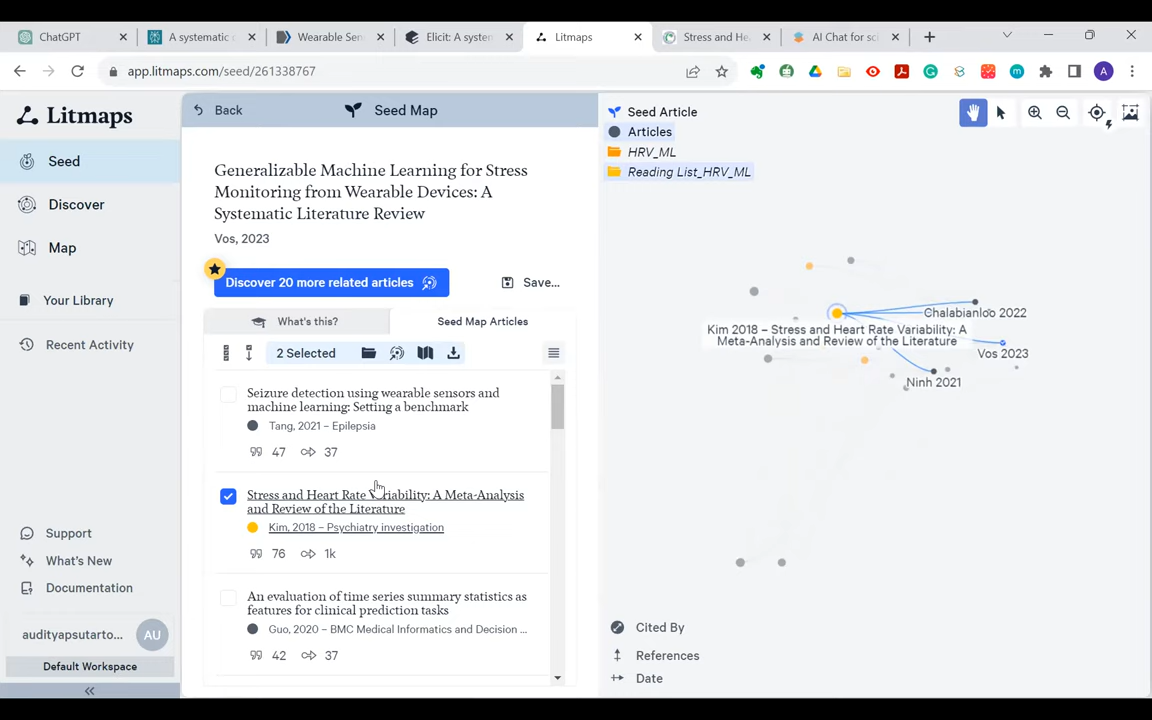 ChatGPT
A systematic c
Wearable Sen
Elicit: A system
Litmaps
Stress and He
AI Chat for sci
app.litmaps.com/seed/261338767
A
Litmaps
Seed
Discover
Map
Your Library
Recent Activity
Support
What's New
Documentation
audityapsutarto...
AU
Default Workspace
Back
Seed Map
Generalizable Machine Learning for Stress
Monitoring from Wearable Devices: A
Systematic Literature Review
Vos, 2023
Discover 20 more related articles
Save...
What's this?
Seed Map Articles
2 Selected
Seizure detection using wearable sensors and
machine learning: Setting a benchmark
Tang, 2021 – Epilepsia
47
37
Stress and Heart Rate Variability: A Meta-Analysis
and Review of the Literature
Kim, 2018 – Psychiatry investigation
76
1k
An evaluation of time series summary statistics as
features for clinical prediction tasks
Guo, 2020 – BMC Medical Informatics and Decision ...
42
37
Seed Article
Articles
HRV_ML
Reading List_HRV_ML
Chalabianloo 2022
Kim 2018 – Stress and Heart Rate Variability: A
Meta-Analysis and Review of the Literature
Vos 2023
Ninh 2021
Cited By
References
Date